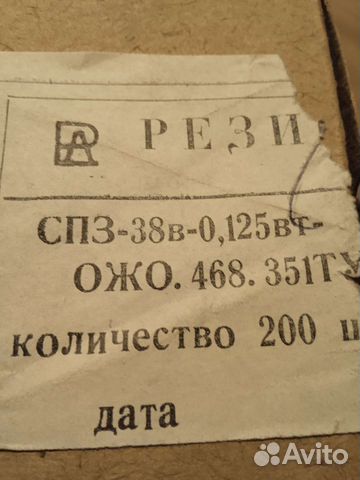 РЕЗИ
СП3-38в-0,125вт-
ОЖО.468.351ТУ
количество 200 ш
дата
Avito